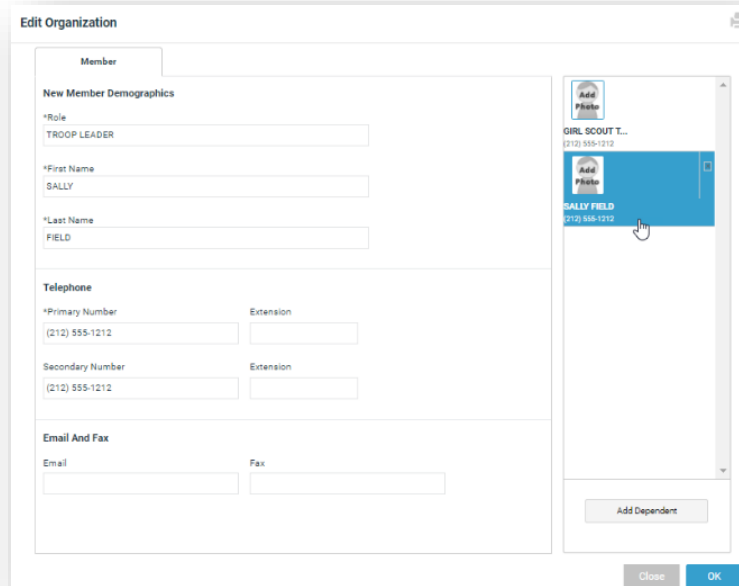 Edit Organization
Member
New Member Demographics
*Role
TROOP LEADER
*First Name
SALLY
*Last Name
FIELD
Telephone
*Primary Number Extension
(212) 555-1212
Secondary Number Extension
(212) 555-1212
Email And Fax
Email Fax
Add
Photo
GIRL SCOUT T...
(212) 555-1212
Add
Photo
SALLY FIELD
(212) 555-1212
Add Dependent
Close OK